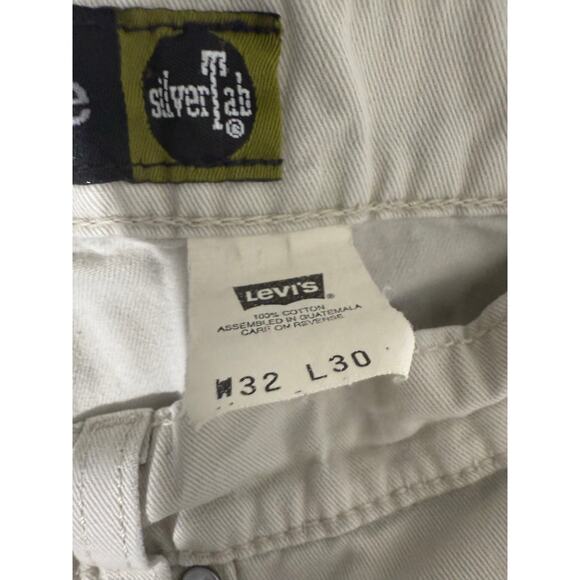 e
silverTab
®
Levi's ®
100% COTTON
ASSEMBLED IN GUATEMALA
CARE ON REVERSE
W32 L30